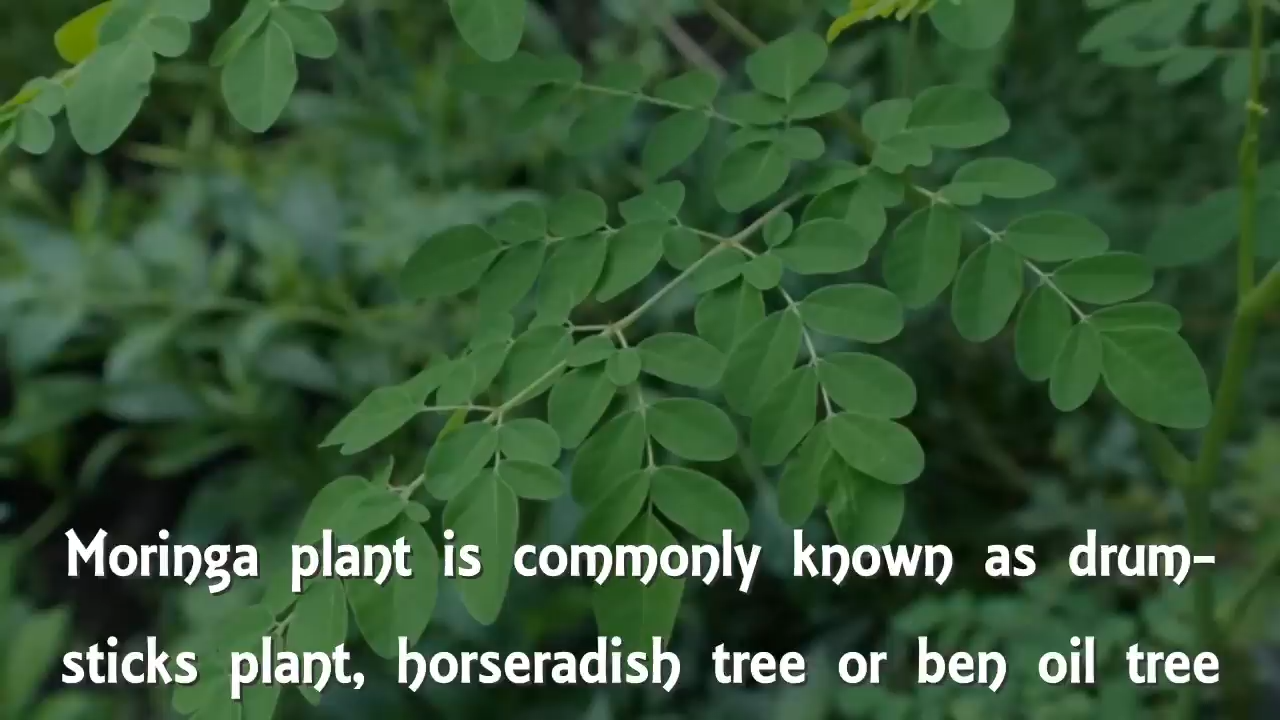 Moringa plant is commonly known as drum-
sticks plant, horseradish tree or ben oil tree